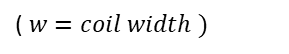 ( w = coil width )